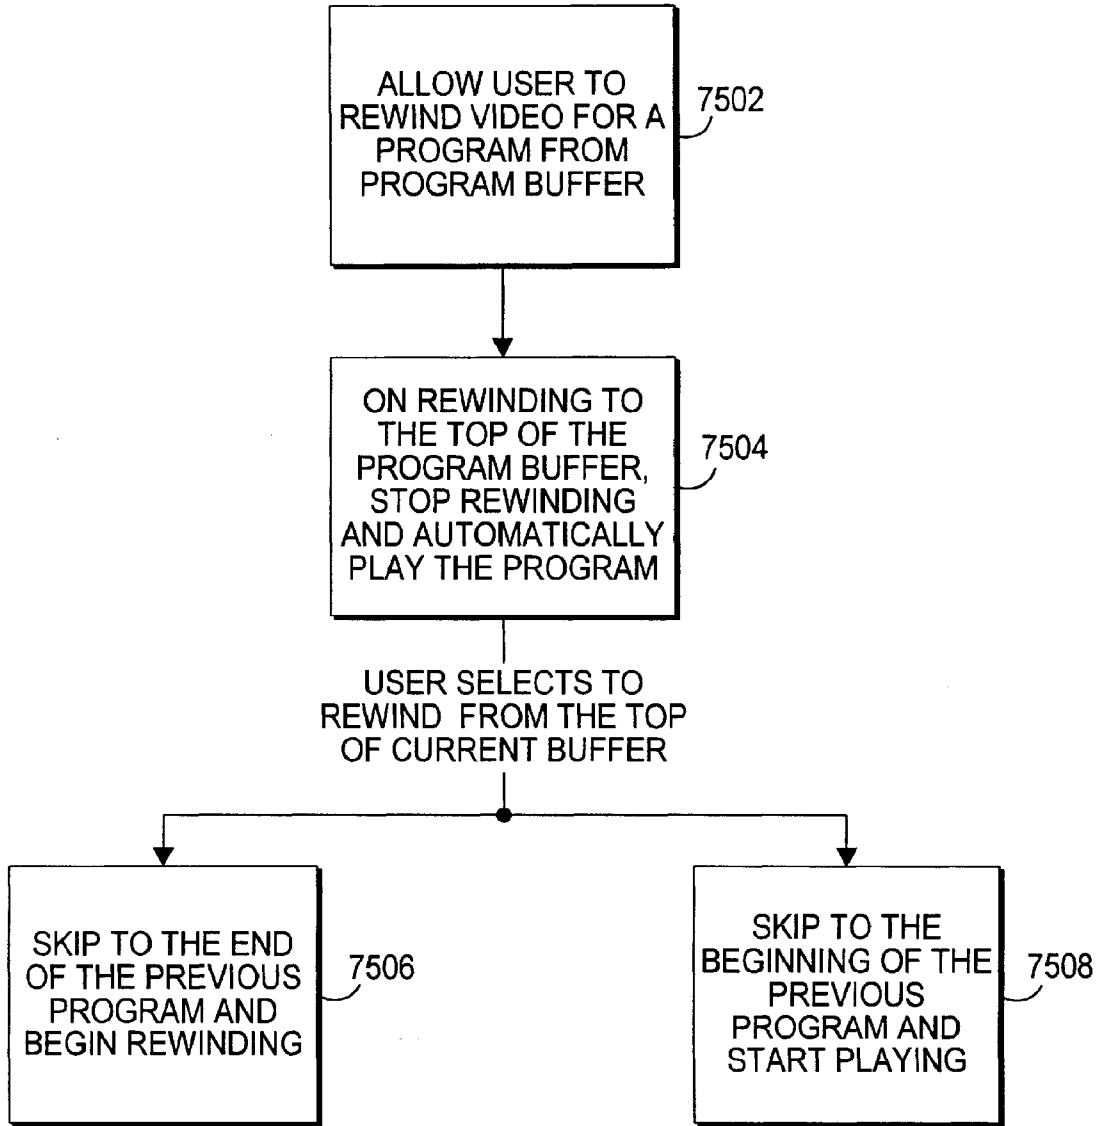 ALLOW USER TO
REWIND VIDEO FOR A
PROGRAM FROM
PROGRAM BUFFER
7502
ON REWINDING TO
THE TOP OF THE
PROGRAM BUFFER,
STOP REWINDING
AND AUTOMATICALLY
PLAY THE PROGRAM
7504
USER SELECTS TO
REWIND FROM THE TOP
OF CURRENT BUFFER
SKIP TO THE END
OF THE PREVIOUS
PROGRAM AND
BEGIN REWINDING
7506
SKIP TO THE
BEGINNING OF THE
PREVIOUS
PROGRAM AND
START PLAYING
7508